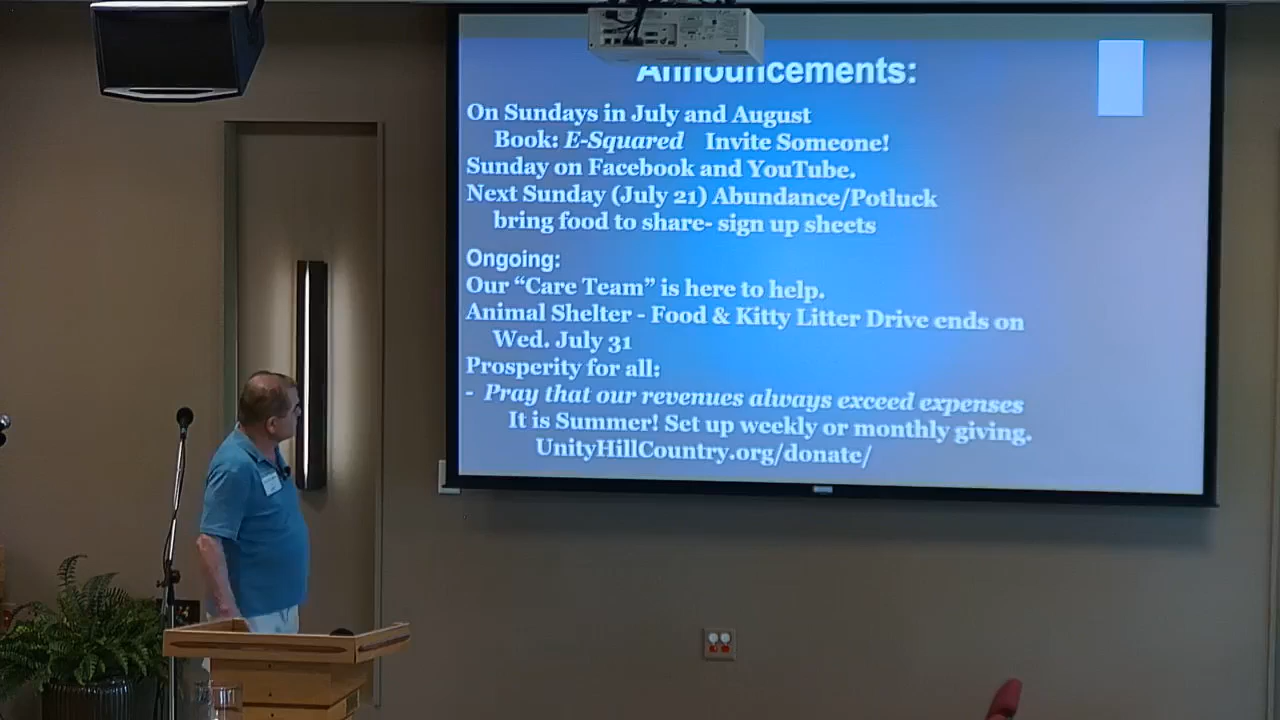 Announcements:
On Sundays in July and August
Book: E-Squared Invite Someone!
Sunday on Facebook and YouTube.
Next Sunday (July 21) Abundance/Potluck
bring food to share- sign up sheets
Ongoing:
Our “Care Team” is here to help.
Animal Shelter - Food & Kitty Litter Drive ends on
Wed. July 31
Prosperity for all:
- Pray that our revenues always exceed expenses
It is Summer! Set up weekly or monthly giving.
UnityHillCountry.org/donate/